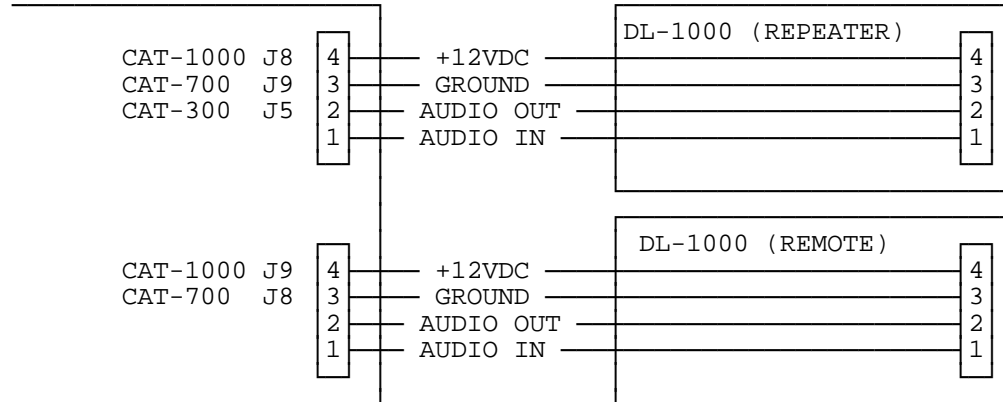 DL-1000 (REPEATER)
CAT-1000 J8 4 +12VDC 4
CAT-700 J9 3 GROUND 3
CAT-300 J5 2 AUDIO OUT 2
1 AUDIO IN 1
DL-1000 (REMOTE)
CAT-1000 J9 4 +12VDC 4
CAT-700 J8 3 GROUND 3
2 AUDIO OUT 2
1 AUDIO IN 1